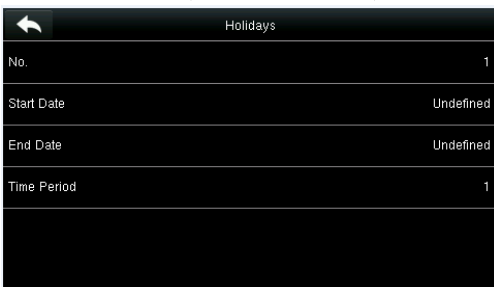 Holidays
No. 1
Start Date Undefined
End Date Undefined
Time Period 1